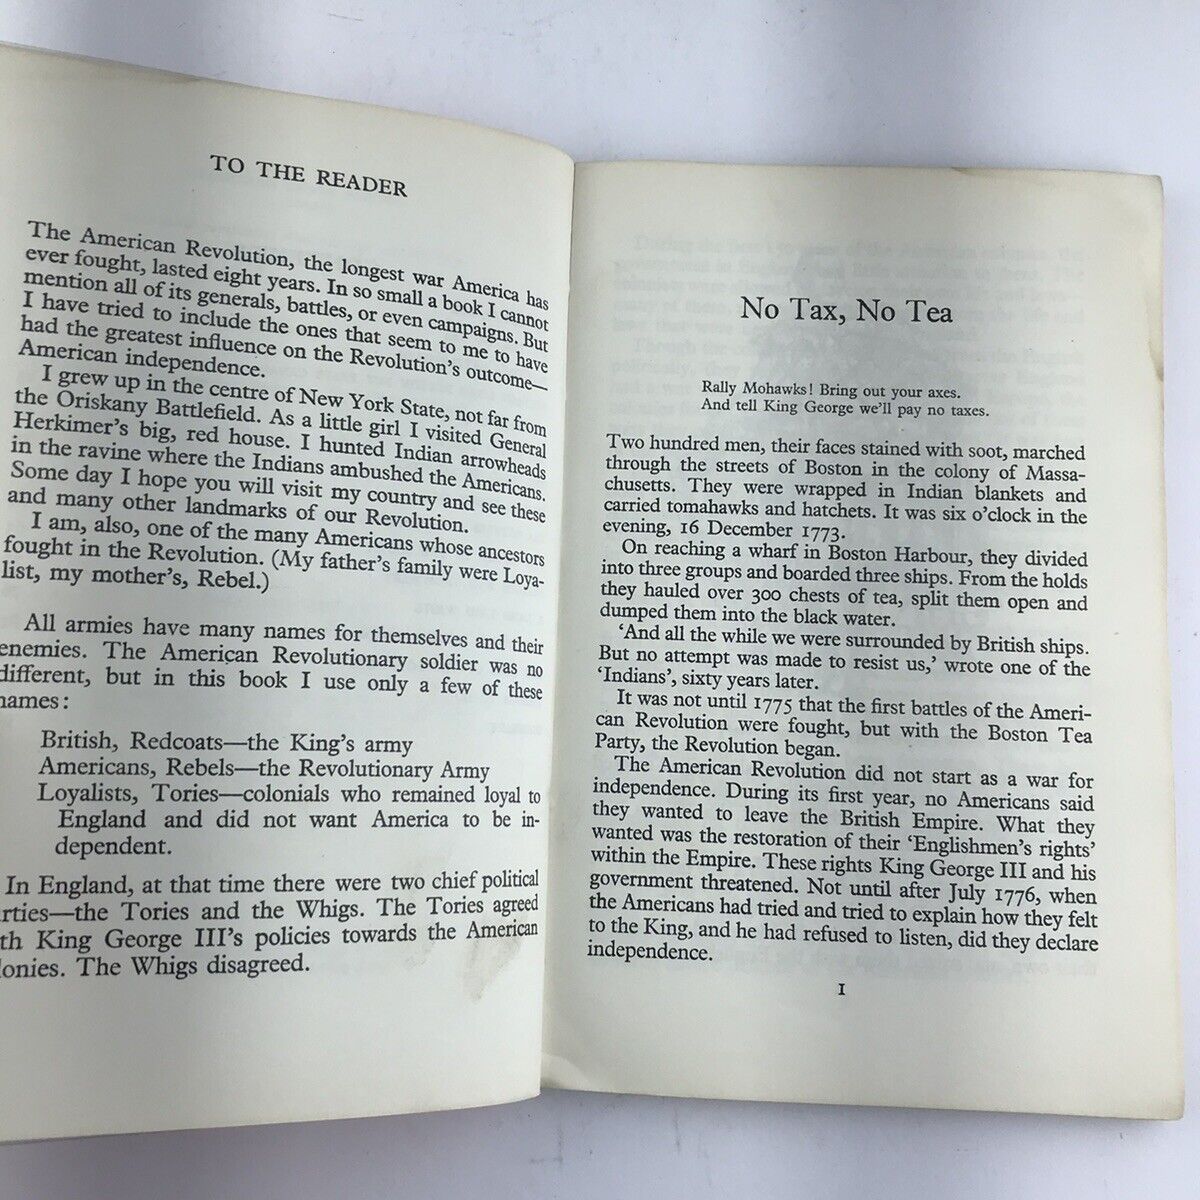 TO THE READER
The American Revolution, the longest war America has
ever fought, lasted eight years. In so small a book I cannot
mention all of its generals, battles, or even campaigns. But
I have tried to include the ones that seem to me to have
had the greatest influence on the Revolution's outcome—
American independence.
I grew up in the centre of New York State, not far from
the Oriskany Battlefield. As a little girl I visited General
Herkimer's big, red house. I hunted Indian arrowheads
in the ravine where the Indians ambushed the Americans.
Some day I hope you will visit my country and see these
and many other landmarks of our Revolution.
I am, also, one of the many Americans whose ancestors
fought in the Revolution. (My father's family were Loya-
list, my mother's, Rebel.)
All armies have many names for themselves and their
enemies. The American Revolutionary soldier was no
different, but in this book I use only a few of these
names:
British, Redcoats—the King's army
Americans, Rebels—the Revolutionary Army
Loyalists, Tories—colonials who remained loyal to
England and did not want America to be in-
dependent.
In England, at that time there were two chief political
rties—the Tories and the Whigs. The Tories agreed
th King George III's policies towards the American
lonies. The Whigs disagreed.
No Tax, No Tea
Rally Mohawks! Bring out your axes.
And tell King George we'll pay no taxes.
Two hundred men, their faces stained with soot, marched
through the streets of Boston in the colony of Massa-
chusetts. They were wrapped in Indian blankets and
carried tomahawks and hatchets. It was six o'clock in the
evening, 16 December 1773.
On reaching a wharf in Boston Harbour, they divided
into three groups and boarded three ships. From the holds
they hauled over 300 chests of tea, split them open and
dumped them into the black water.
'And all the while we were surrounded by British ships.
But no attempt was made to resist us,' wrote one of the
'Indians', sixty years later.
It was not until 1775 that the first battles of the Ameri-
can Revolution were fought, but with the Boston Tea
Party, the Revolution began.
The American Revolution did not start as a war for
independence. During its first year, no Americans said
they wanted to leave the British Empire. What they
wanted was the restoration of their 'Englishmen's rights'
within the Empire. These rights King George III and his
government threatened. Not until after July 1776, when
the Americans had tried and tried to explain how they felt
to the King, and he had refused to listen, did they declare
independence.
1